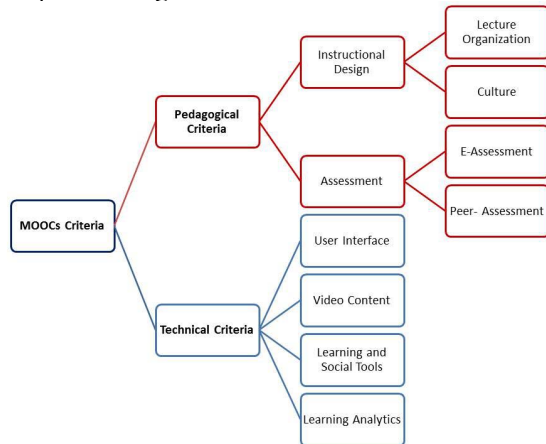 Lecture
Organization
Instructional
Design
Culture
Pedagogical
Criteria
E-Assessment
Assessment
Peer- Assessment
MOOCs Criteria
User Interface
Video Content
Technical Criteria
Learning and
Social Tools
Learning Analytics